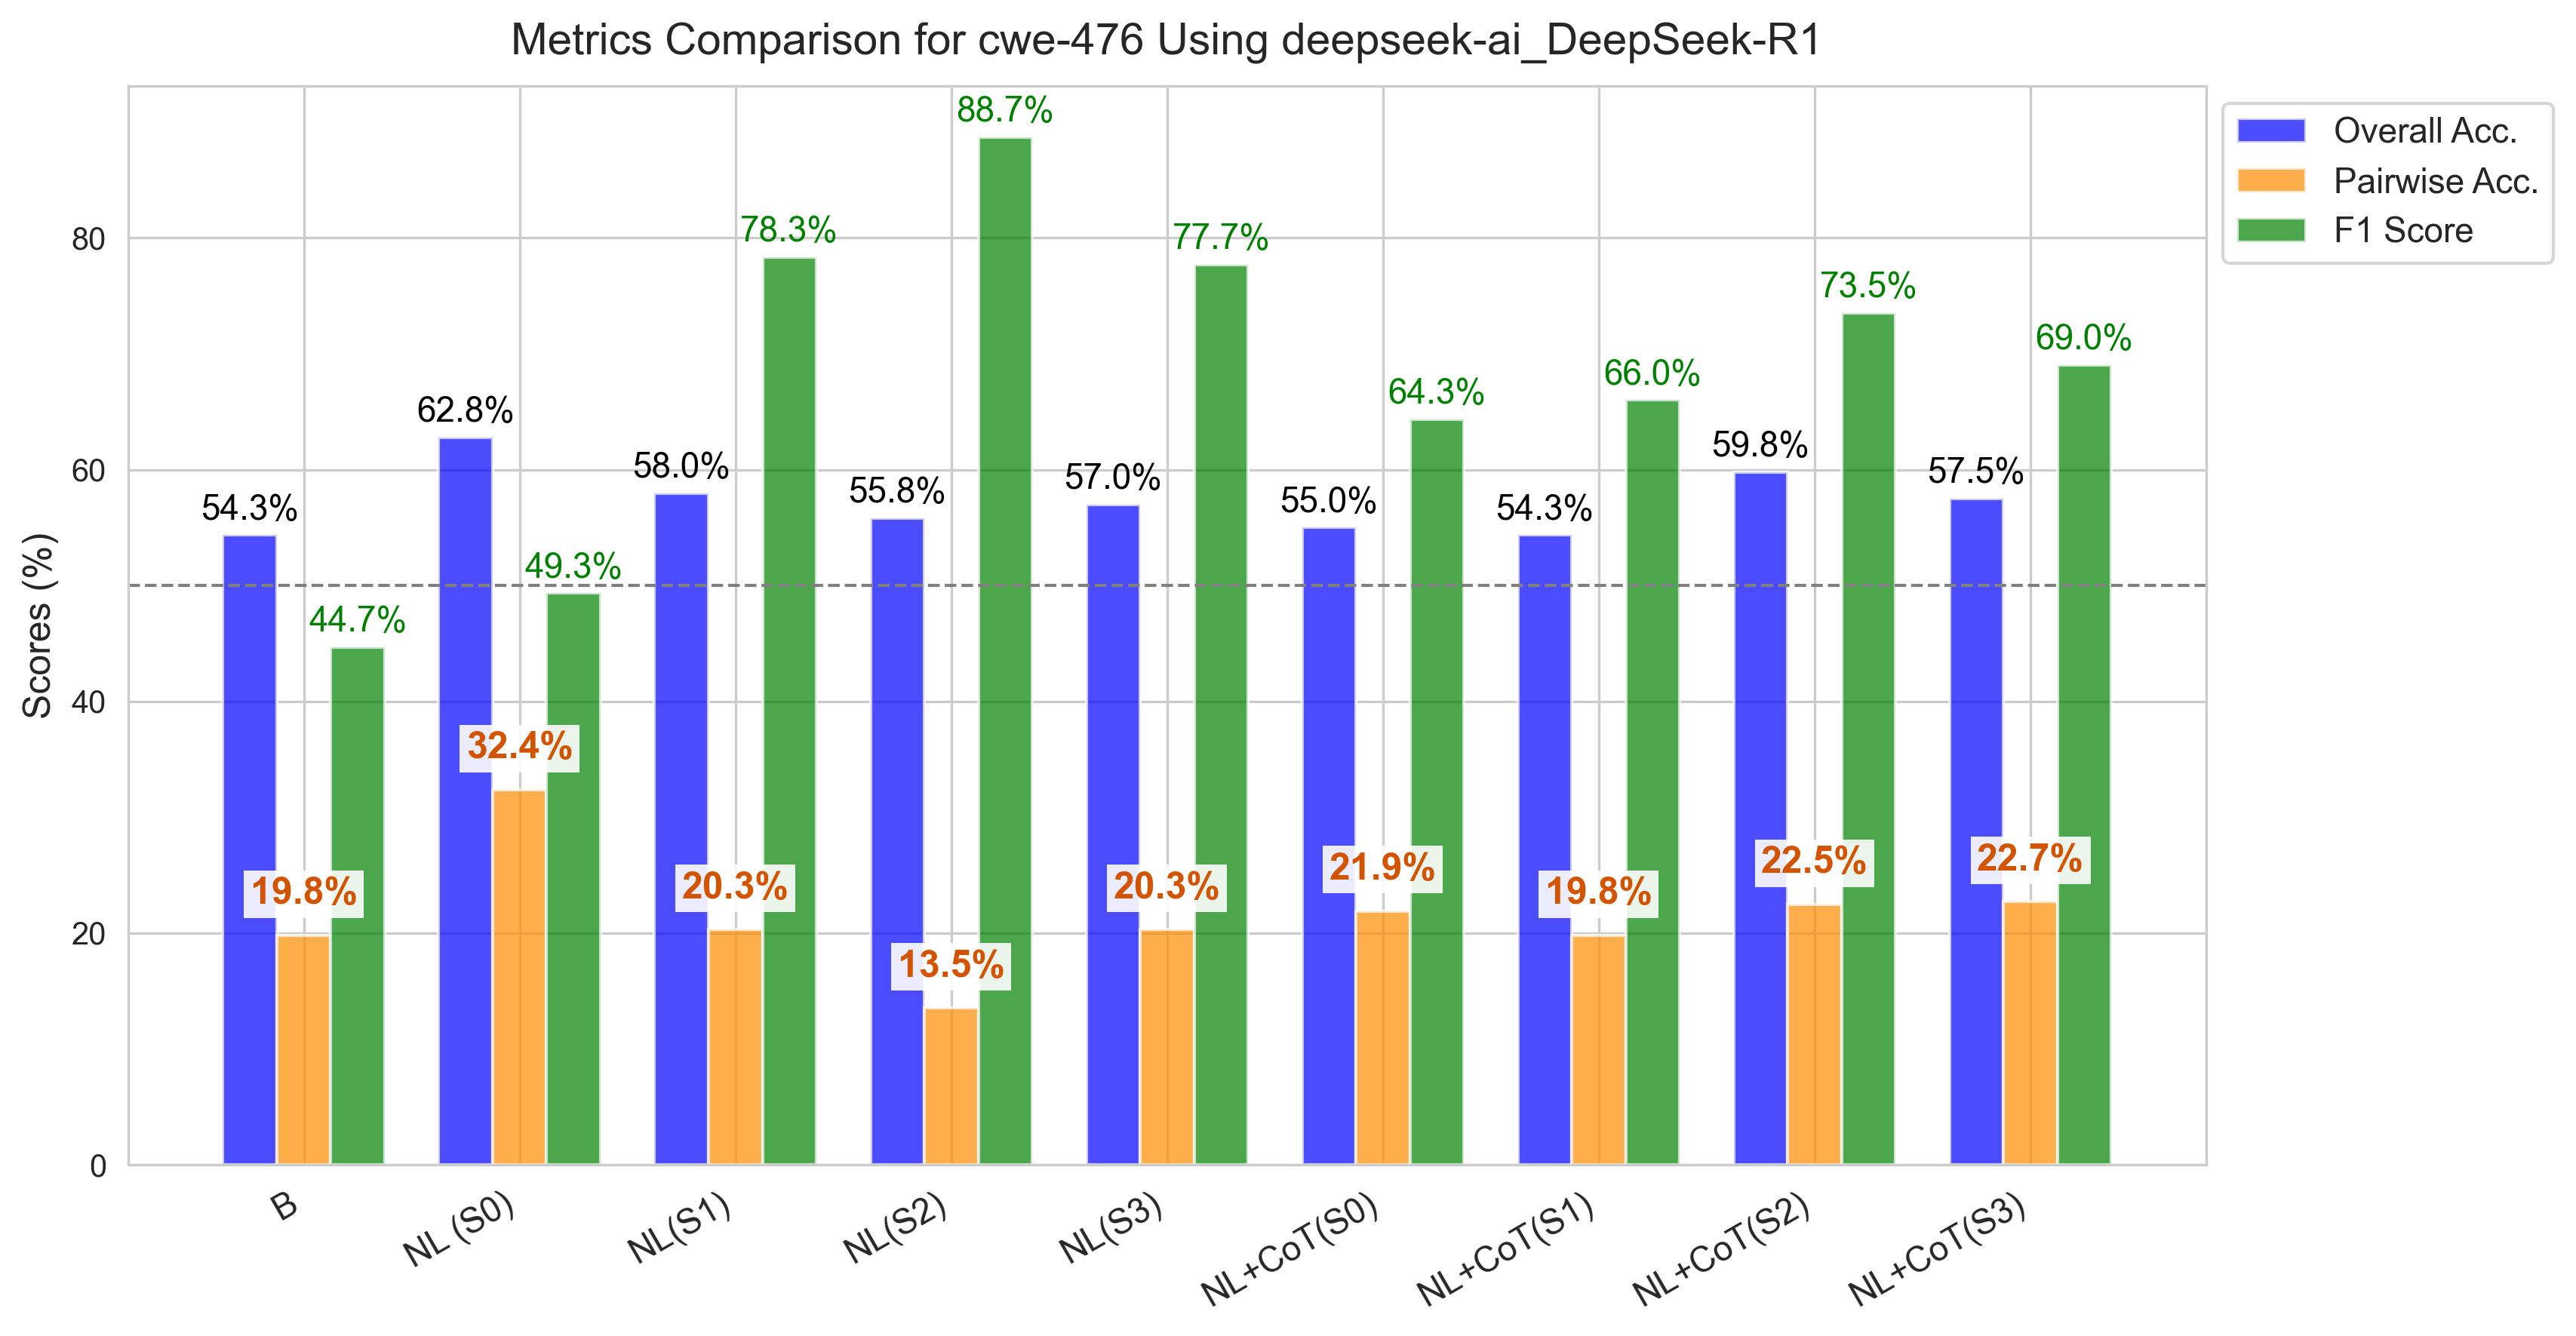 Metrics Comparison for cwe-476 Using deepseek-ai_DeepSeek-R1
Overall Acc.
Pairwise Acc.
F1 Score
Scores (%)
80
60
40
20
0
54.3%
19.8%
44.7%
62.8%
32.4%
49.3%
58.0%
20.3%
78.3%
55.8%
13.5%
88.7%
57.0%
20.3%
77.7%
55.0%
21.9%
64.3%
54.3%
19.8%
66.0%
59.8%
22.5%
73.5%
57.5%
22.7%
69.0%
B
NL (S0)
NL(S1)
NL(S2)
NL(S3)
NL+CoT(S0)
NL+CoT(S1)
NL+CoT(S2)
NL+CoT(S3)